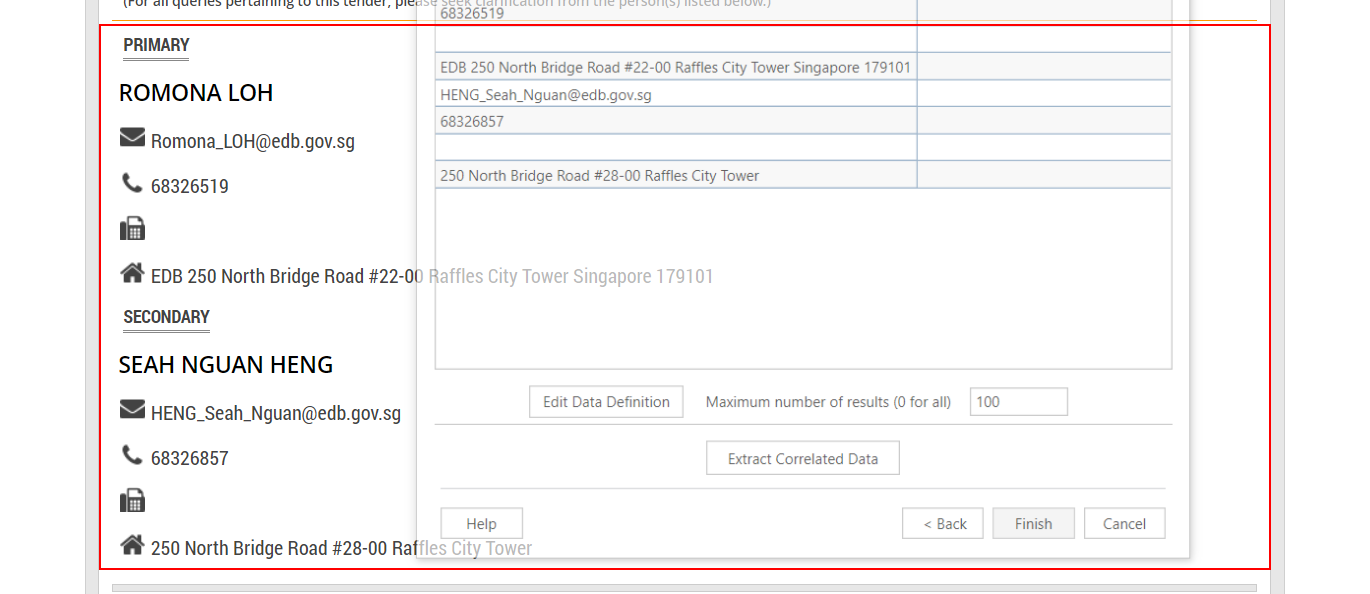 (For all queries pertaining to this tender, please seek clarification from the person(s) listed below.)
68326519
PRIMARY
ROMONA LOH
Romona_LOH@edb.gov.sg
68326519
EDB 250 North Bridge Road #22-00 Raffles City Tower Singapore 179101
SECONDARY
SEAH NGUAN HENG
HENG_Seah_Nguan@edb.gov.sg
68326857
250 North Bridge Road #28-00 Raffles City Tower
EDB 250 North Bridge Road #22-00 Raffles City Tower Singapore 179101
HENG_Seah_Nguan@edb.gov.sg
68326857
250 North Bridge Road #28-00 Raffles City Tower
Edit Data Definition Maximum number of results (0 for all) 100
Extract Correlated Data
Help < Back Finish Cancel